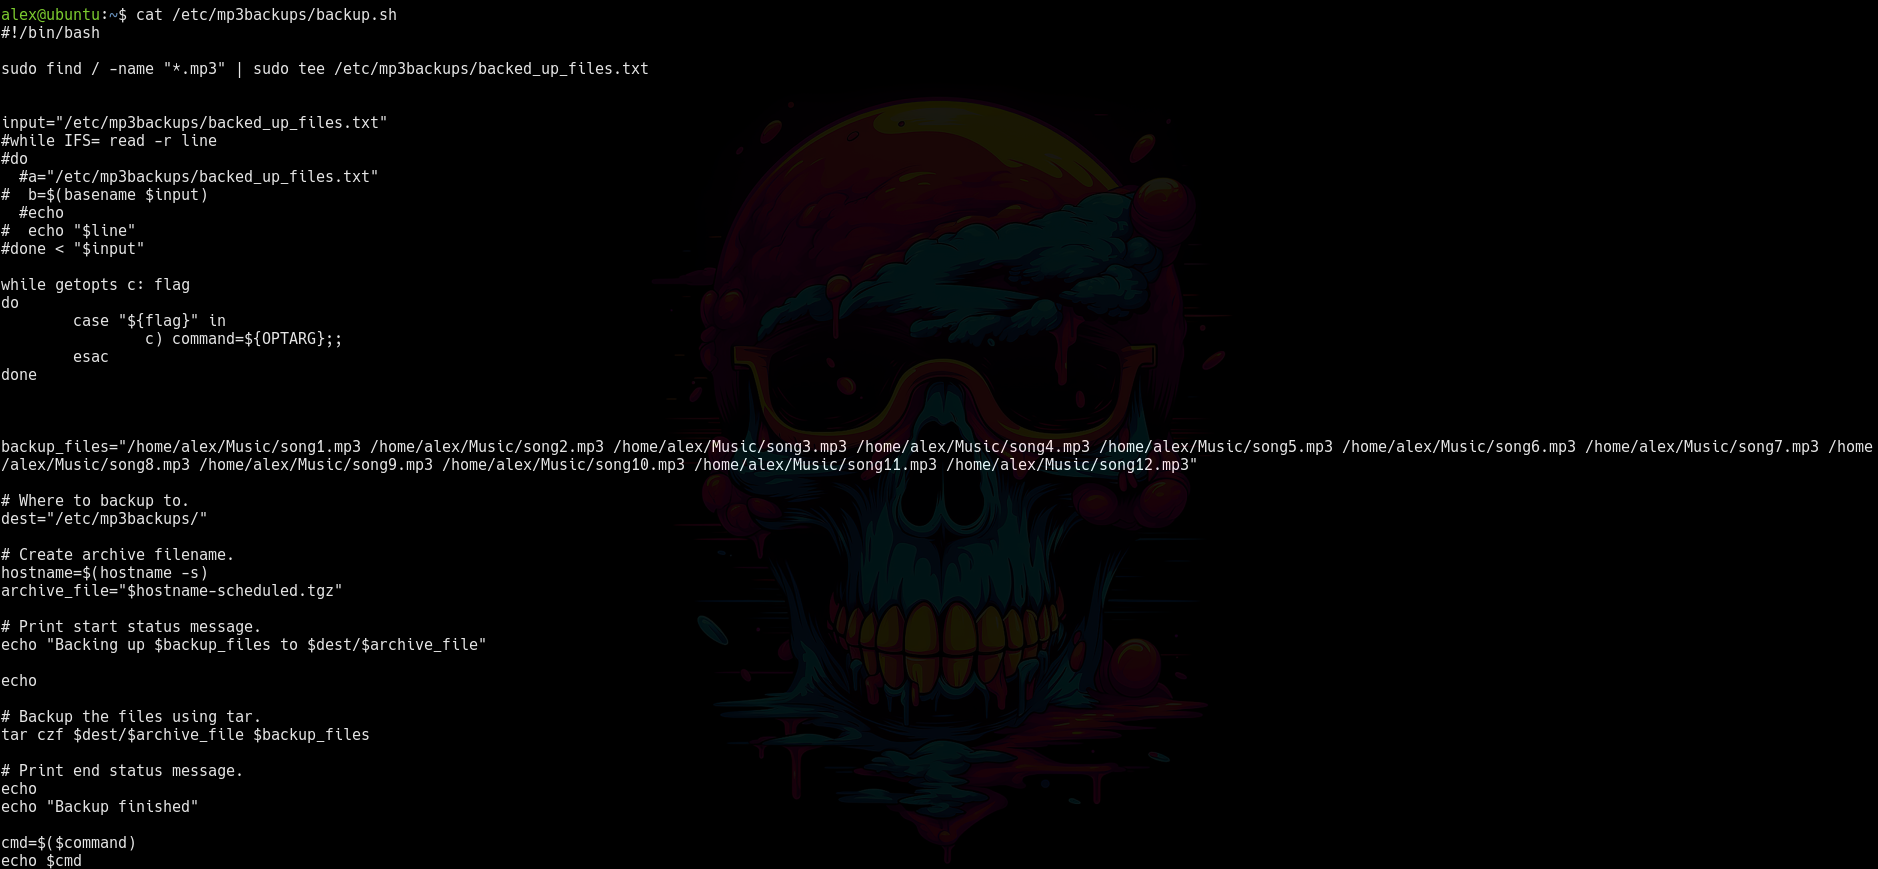 alex@ubuntu:~$ cat /etc/mp3backups/backup.sh
#!/bin/bash
sudo find / -name "*.mp3" | sudo tee /etc/mp3backups/backed_up_files.txt
input="/etc/mp3backups/backed_up_files.txt"
#while IFS= read -r line
#do
  #a="/etc/mp3backups/backed_up_files.txt"
#  b=$(basename $input)
  #echo
#  echo "$line"
#done < "$input"
while getopts c: flag
do
        case "${flag}" in
                c) command=${OPTARG};;
        esac
done
backup_files="/home/alex/Music/song1.mp3 /home/alex/Music/song2.mp3 /home/alex/Music/song3.mp3 /home/alex/Music/song4.mp3 /home/alex/Music/song5.mp3 /home/alex/Music/song6.mp3 /home/alex/Music/song7.mp3 /home
/alex/Music/song8.mp3 /home/alex/Music/song9.mp3 /home/alex/Music/song10.mp3 /home/alex/Music/song11.mp3 /home/alex/Music/song12.mp3"
# Where to backup to.
dest="/etc/mp3backups/"
# Create archive filename.
hostname=$(hostname -s)
archive_file="$hostname-scheduled.tgz"
# Print start status message.
echo "Backing up $backup_files to $dest/$archive_file"
echo
# Backup the files using tar.
tar czf $dest/$archive_file $backup_files
# Print end status message.
echo
echo "Backup finished"
cmd=$($command)
echo $cmd